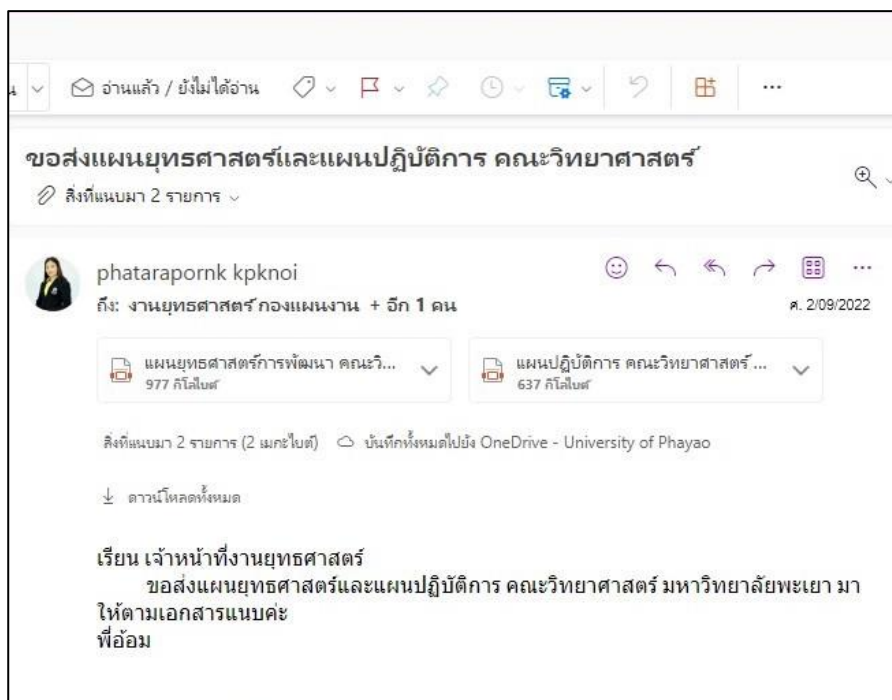 อ่านแล้ว / ยังไม่ได้อ่าน
ขอส่งแผนยุทธศาสตร์และแผนปฏิบัติการ คณะวิทยาศาสตร์
สิ่งที่แนบมา 2 รายการ
phatarapornk kpknoi
ถึง: งานยุทธศาสตร์ กองแผนงาน + อีก 1 คน
ศ. 2/09/2022
แผนยุทธศาสตร์การพัฒนา คณะวิ...
977 กิโลไบต์
แผนปฏิบัติการ คณะวิทยาศาสตร์ ...
637 กิโลไบต์
สิ่งที่แนบมา 2 รายการ (2 เมกะไบต์) บันทึกทั้งหมดไปยัง OneDrive - University of Phayao
ดาวน์โหลดทั้งหมด
เรียน เจ้าหน้าที่งานยุทธศาสตร์
ขอส่งแผนยุทธศาสตร์และแผนปฏิบัติการ คณะวิทยาศาสตร์ มหาวิทยาลัยพะเยา มา
ให้ตามเอกสารแนบค่ะ
พี่อ้อม